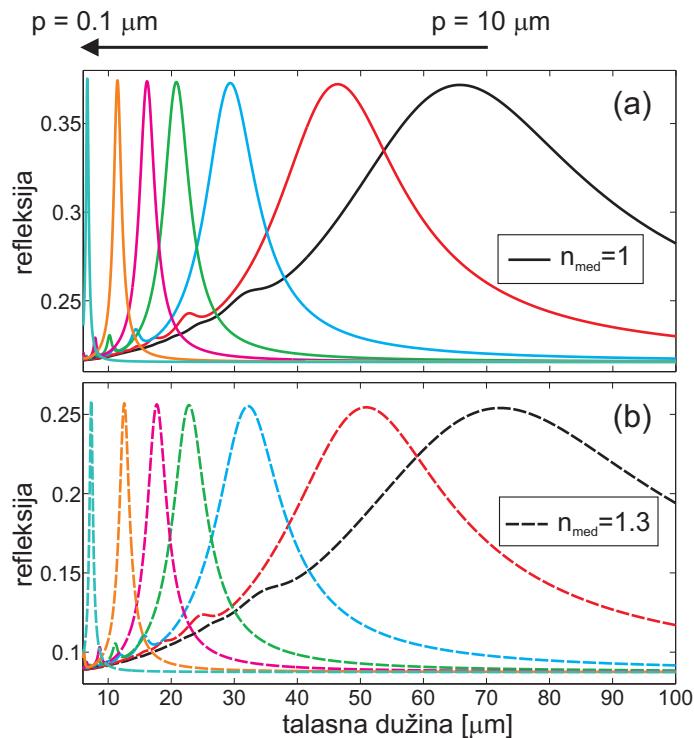 p = 0.1 μm p = 10 μm
(a)
0.35
0.3
0.25
refleksija
n_med=1
(b)
0.25
0.2
0.15
0.1
refleksija
n_med=1.3
10 20 30 40 50 60 70 80 90 100
talasna dužina [μm]